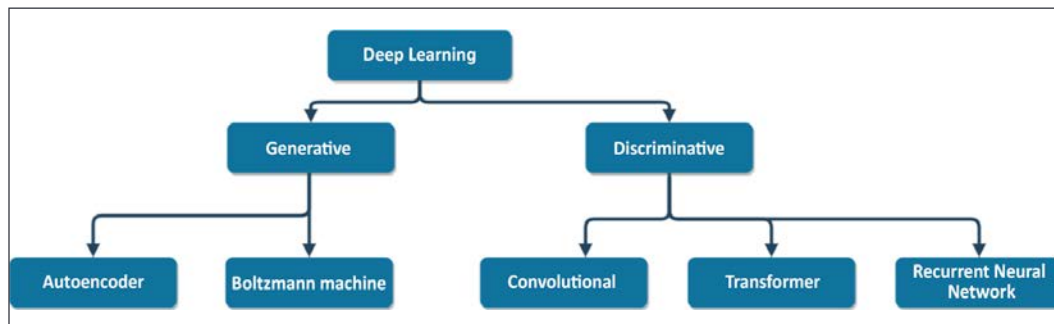 Deep Learning
Generative
Discriminative
Autoencoder
Boltzmann machine
Convolutional
Transformer
Recurrent Neural
Network